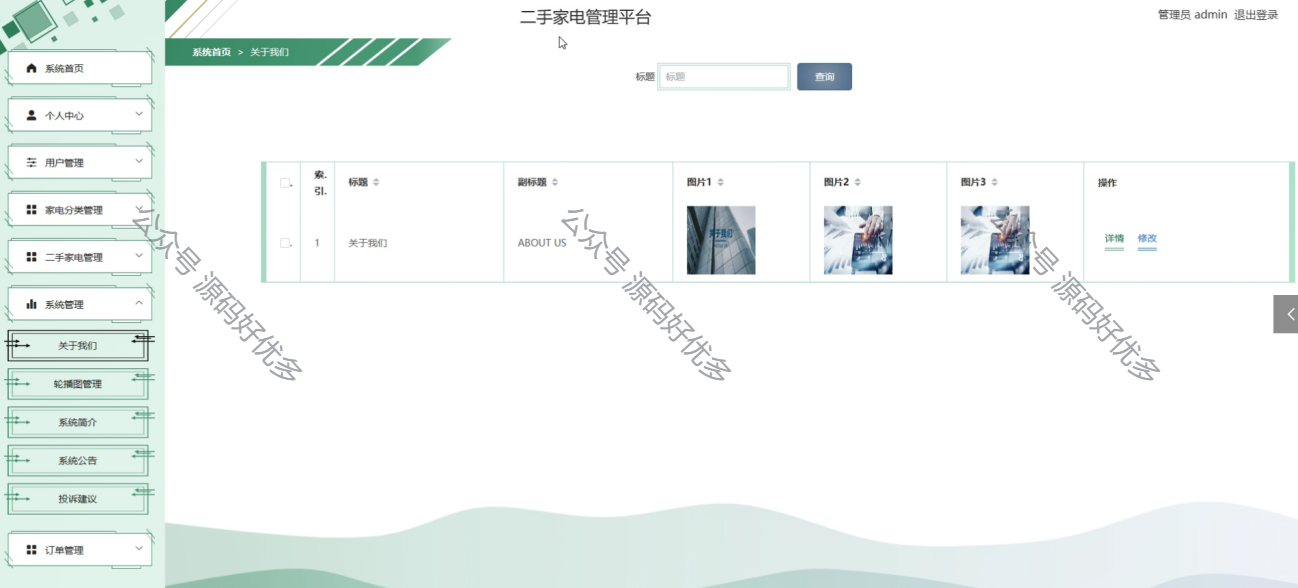 二手家电管理平台
管理员 admin 退出登录
系统首页 > 关于我们
标题 标题 查询
系统首页
个人中心
用户管理
家电分类管理
二手家电管理
系统管理
关于我们
轮播图管理
系统简介
系统公告
投诉建议
订单管理
索.
引.
标题 副标题 图片1 图片2 图片3 操作
1 关于我们 ABOUT US 关于我们 详情 修改
公众号 源码好优多
公众号 源码好优多
公众号 源码好优多